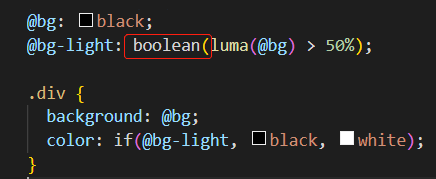 @bg: black;
@bg-light: boolean(luma(@bg) > 50%);
.div {
background: @bg;
color: if(@bg-light, black, white);
}